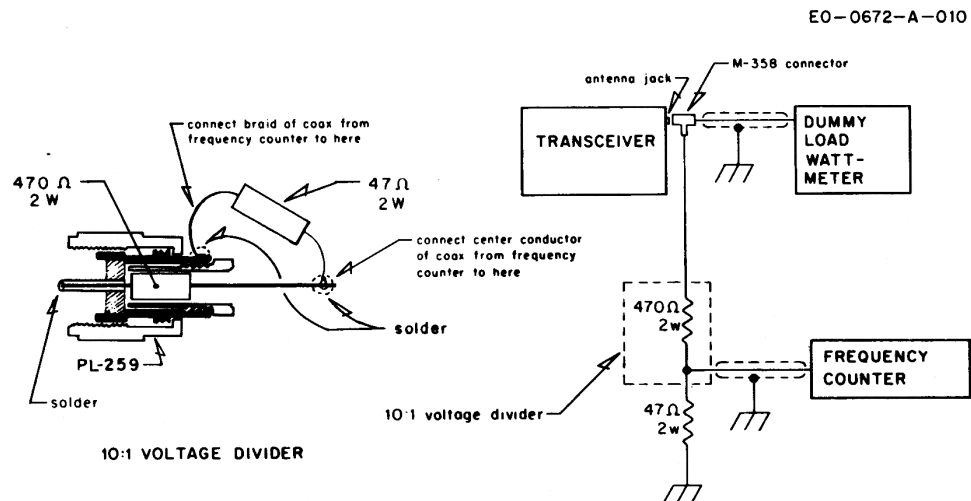 EO-0672-A-010
M-358 connector
antenna jack
TRANSCEIVER
DUMMY
LOAD
WATT-
METER
connect braid of coax from
frequency counter to here
470 Ω
2 W
47 Ω
2 W
connect center conductor
of coax from frequency
counter to here
solder
PL-259
solder
10:1 VOLTAGE DIVIDER
470Ω
2w
FREQUENCY
COUNTER
10:1 voltage divider
47Ω
2w